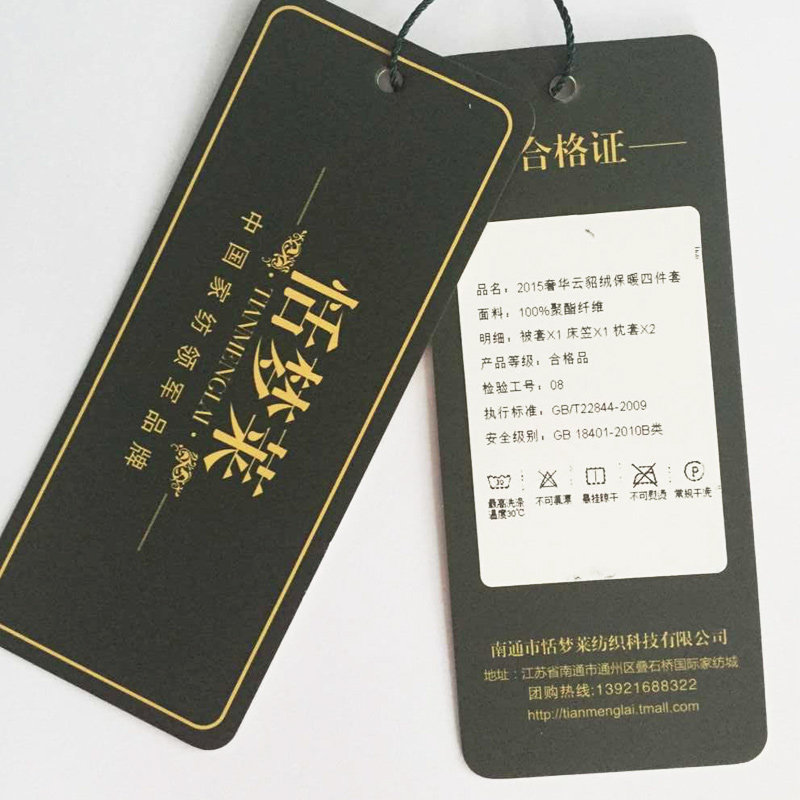 恬梦莱
·TIANMENGLAI·
中国家纺领军品牌
合格证
品名：2015奢华云貂绒保暖四件套
面料：100%聚酯纤维
明细：被套X1 床笠X1 枕套X2
产品等级：合格品
检验工号：08
执行标准：GB/T22844-2009
安全级别：GB 18401-2010B类
30 P
最高洗涤 不可氯漂 悬挂晾干 不可熨烫 常规干洗
温度30℃
南通市恬梦莱纺织科技有限公司
地址：江苏省南通市通州区叠石桥国际家纺城
团购热线:13921688322
http://tianmenglai.tmall.com